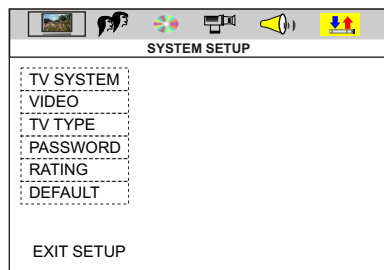 SYSTEM SETUP
TV SYSTEM
VIDEO
TV TYPE
PASSWORD
RATING
DEFAULT
EXIT SETUP